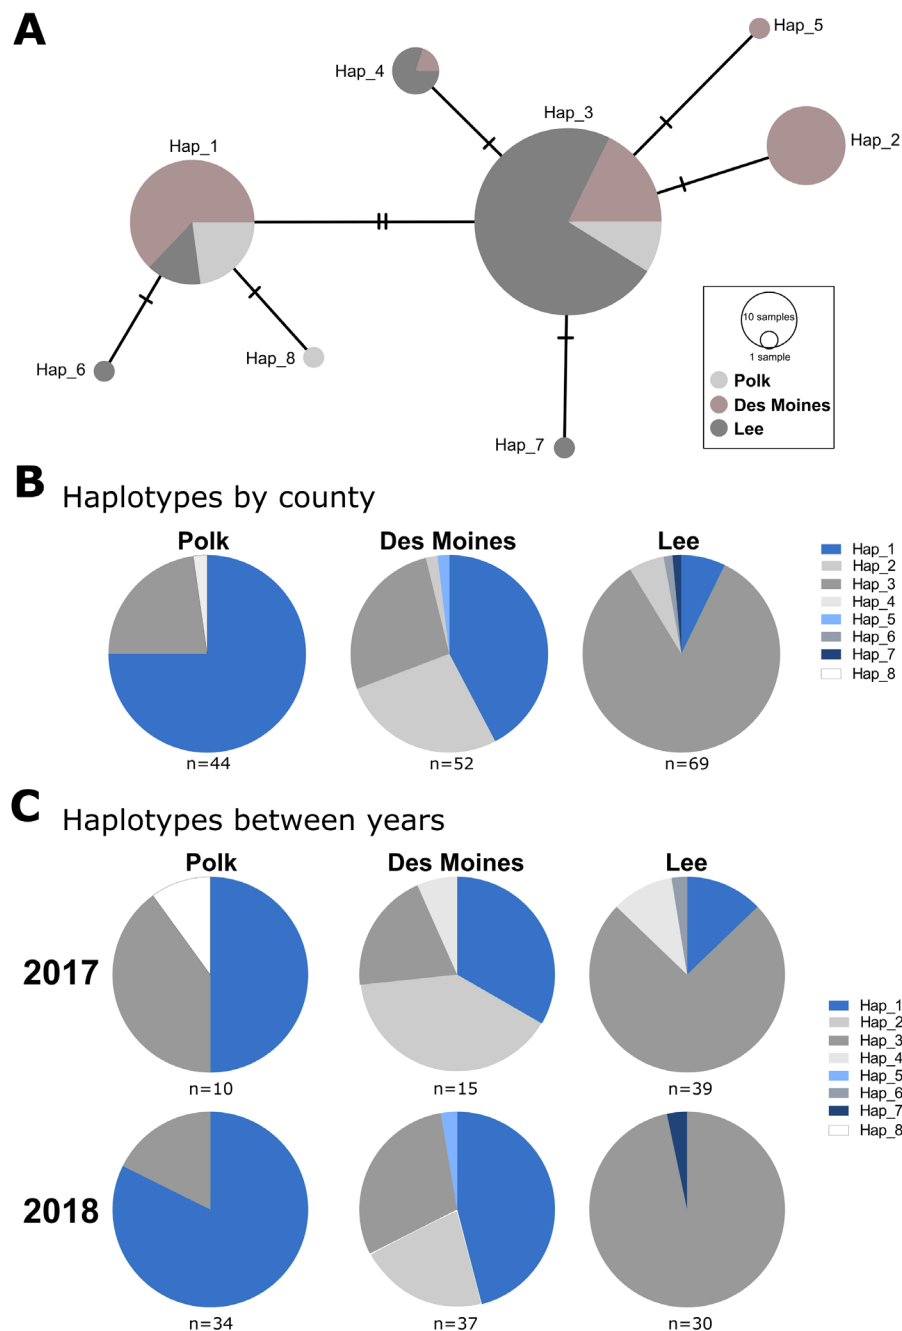 A
Hap_5
Hap_4
Hap_3
Hap_2
Hap_1
10 samples
1 sample
Polk
Des Moines
Lee
Hap_8
Hap_6
Hap_7
B
Haplotypes by county
Polk
Des Moines
Lee
Hap_1
Hap_2
Hap_3
Hap_4
Hap_5
Hap_6
Hap_7
Hap_8
n=44
n=52
n=69
C
Haplotypes between years
Polk
Des Moines
Lee
2017
n=10
n=15
n=39
Hap_1
Hap_2
Hap_3
Hap_4
Hap_5
Hap_6
Hap_7
Hap_8
2018
n=34
n=37
n=30